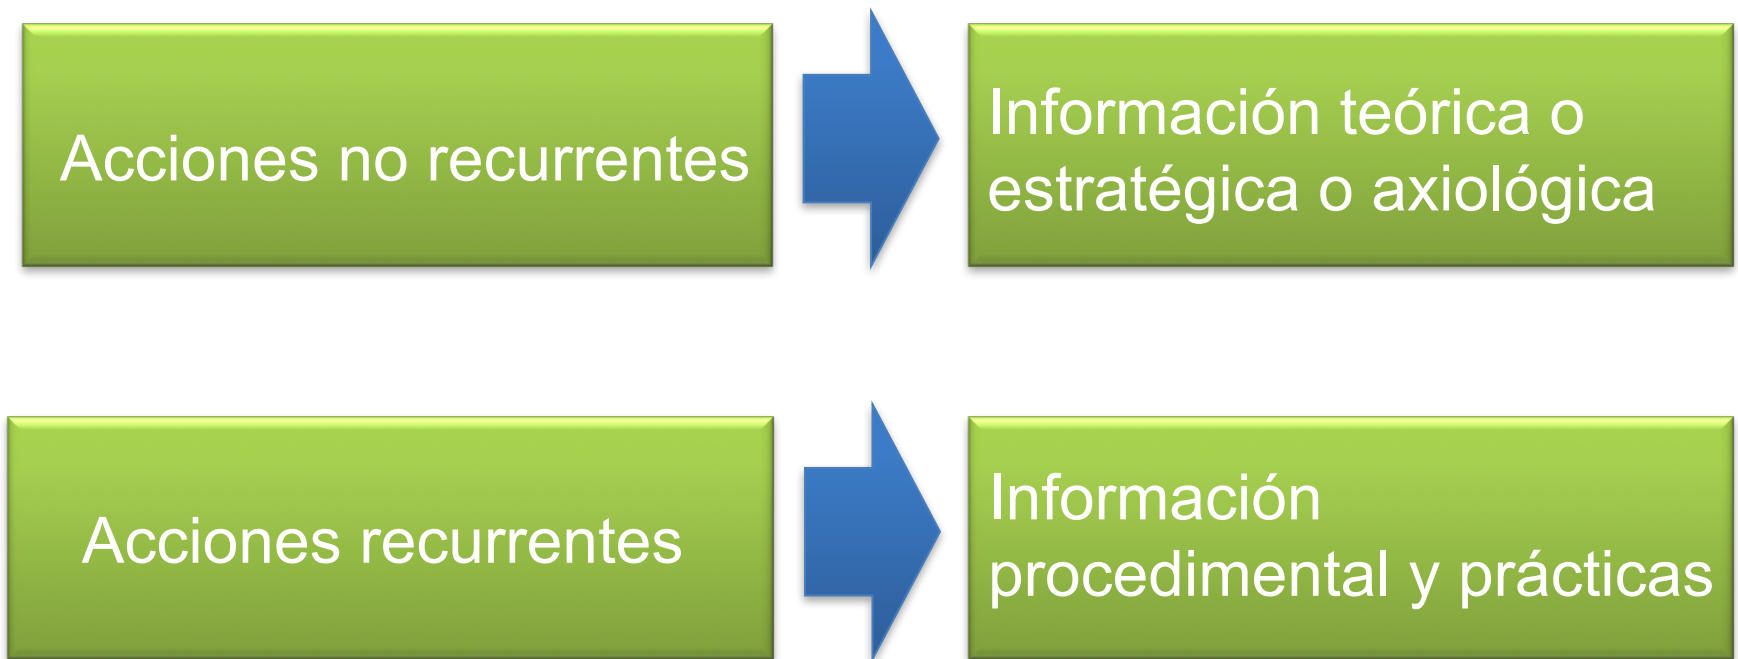 Acciones no recurrentes
Información teórica o
estratégica o axiológica
Acciones recurrentes
Información
procedimental y prácticas